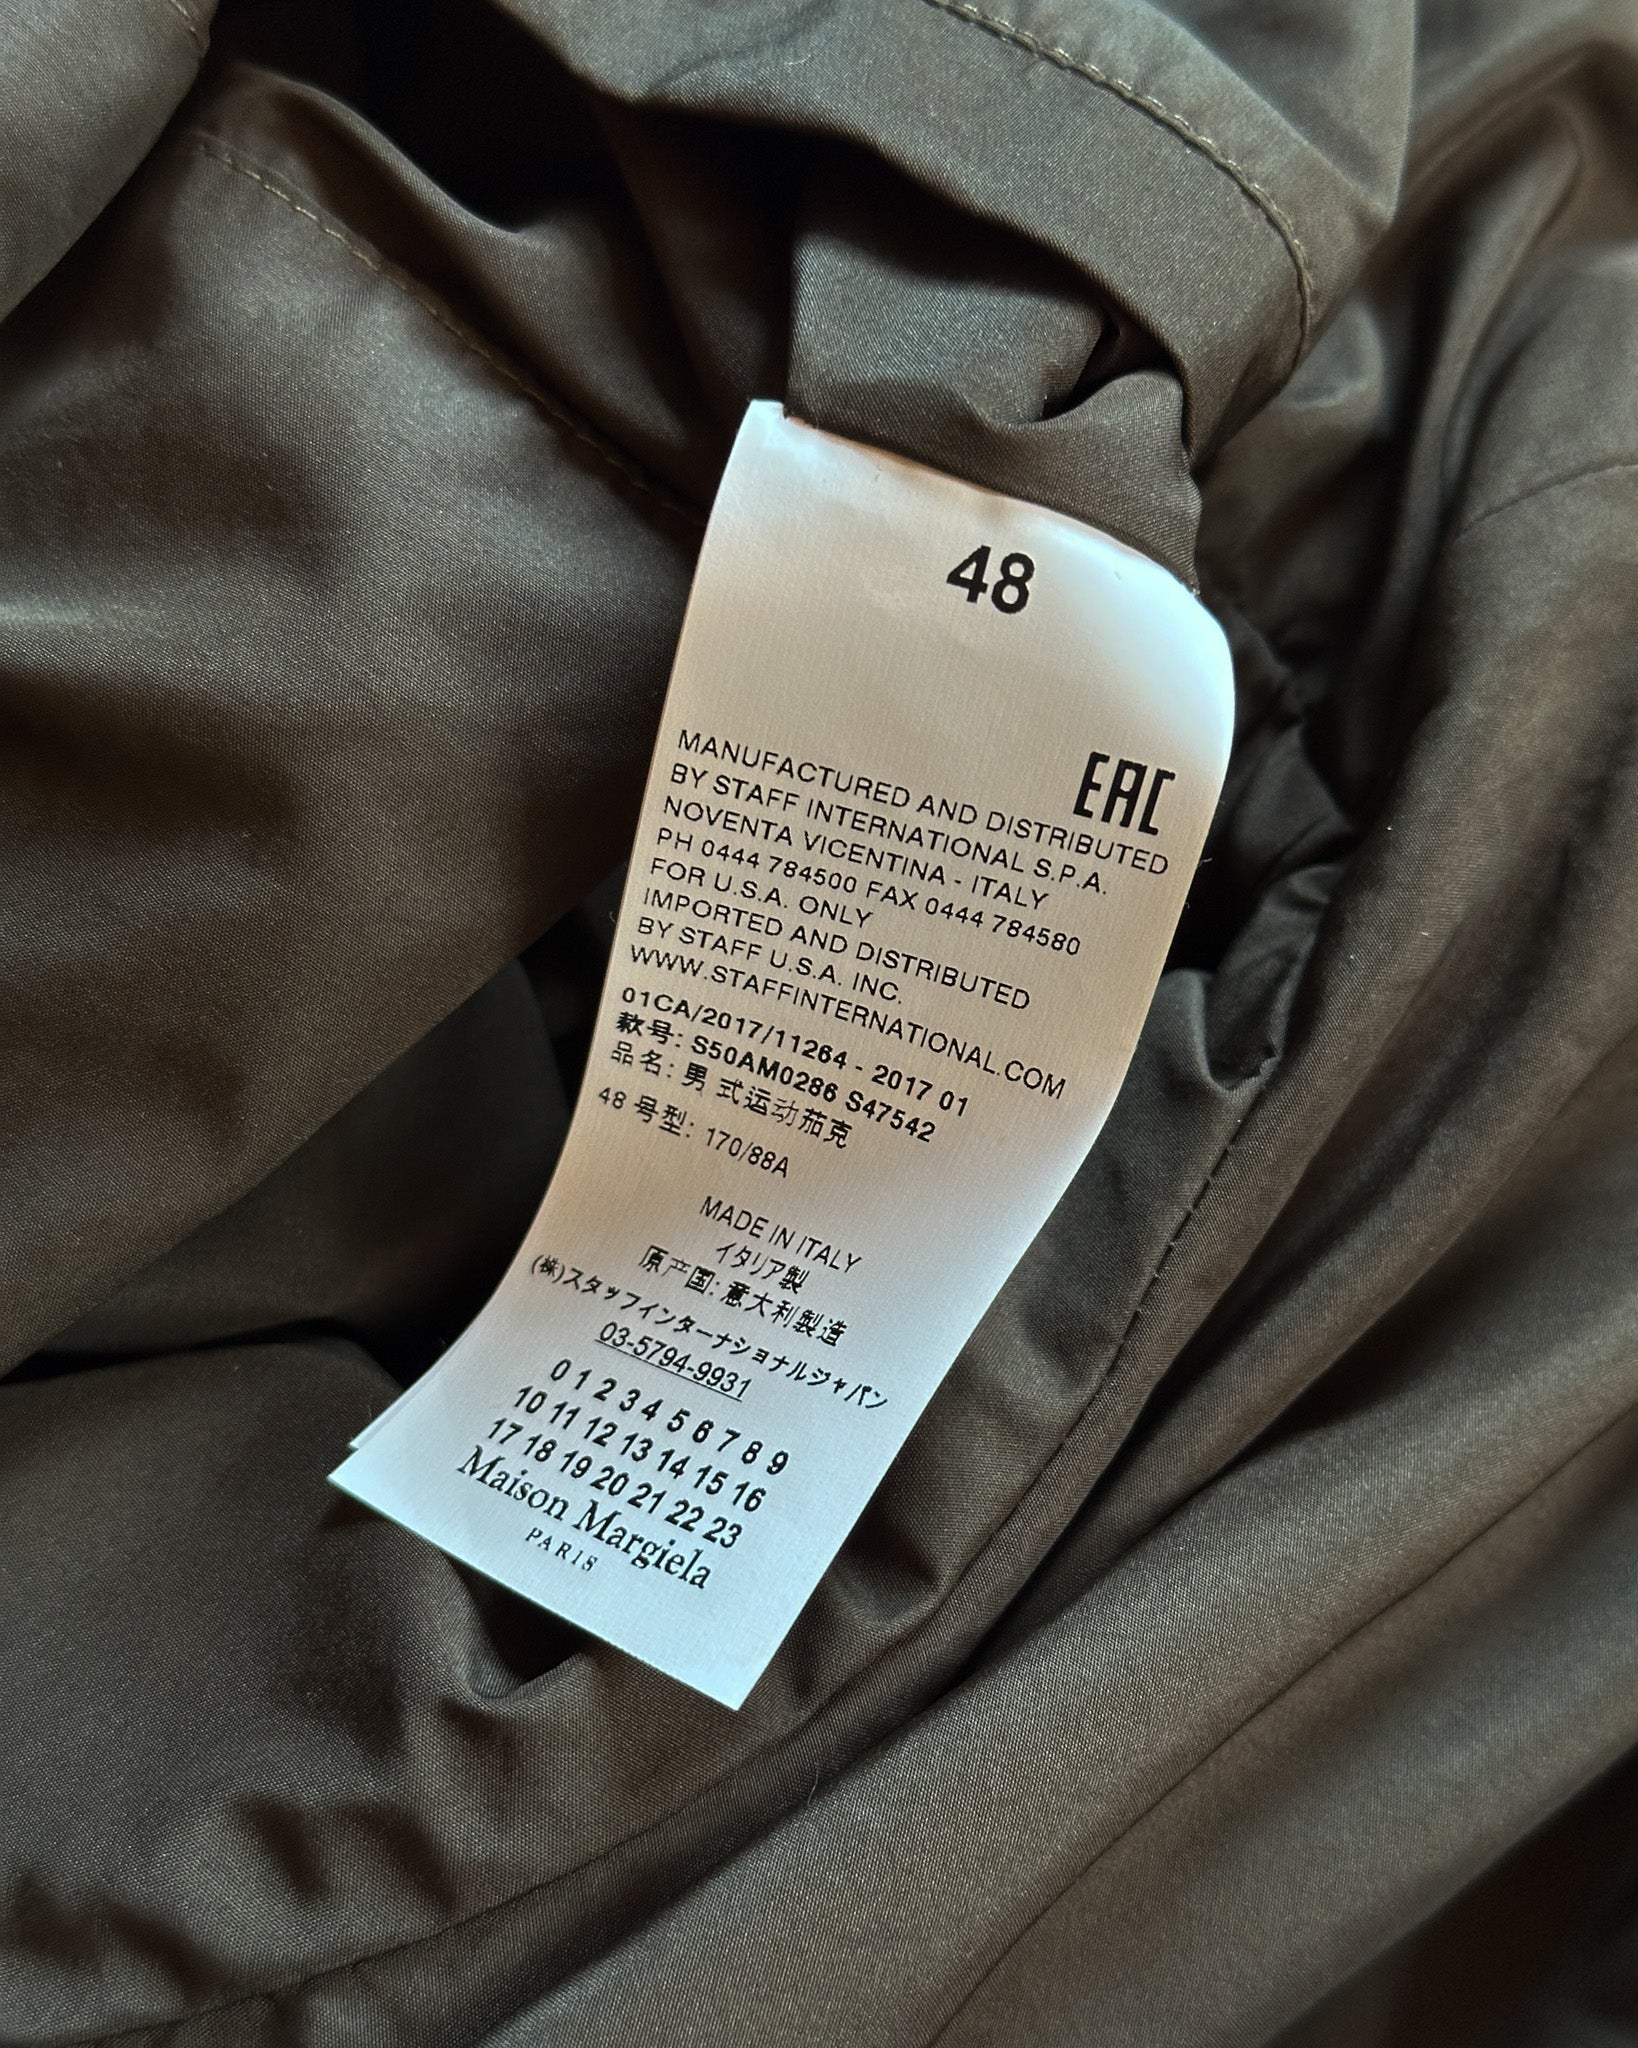 48
EAC
MANUFACTURED AND DISTRIBUTED
BY STAFF INTERNATIONAL S.P.A.
NOVENTA VICENTINA - ITALY
PH 0444 784500 FAX 0444 784580
FOR U.S.A. ONLY
IMPORTED AND DISTRIBUTED
BY STAFF U.S.A. INC.
WWW.STAFFINTERNATIONAL.COM
01CA/2017/11264 - 2017 01
款号: S50AM0286 S47542
品名: 男 式运动茄克
48 号型: 170/88A
MADE IN ITALY
イタリア製
原产国: 意大利製造
(株)スタッフインターナショナルジャパン
03-5794-9931
0 1 2 3 4 5 6 7 8 9
10 11 12 13 14 15 16
17 18 19 20 21 22 23
Maison Margiela
PARIS